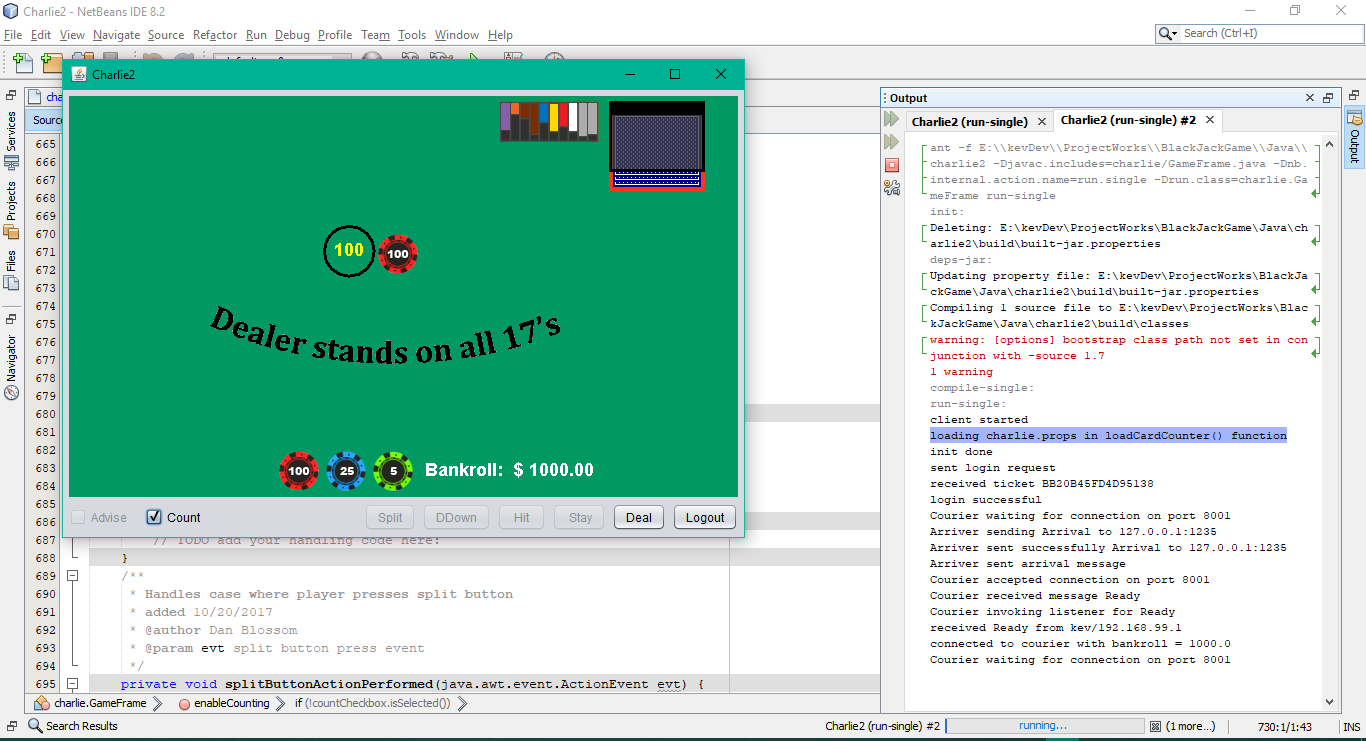 Charlie2 - NetBeans IDE 8.2
File Edit View Navigate Source Refactor Run Debug Profile Team Tools Window Help
Search (Ctrl+I)
Charlie2
100
100
Dealer stands on all 17's
100
25
5
Bankroll: $ 1000.00
Advise
Count
Split
DDown
Hit
Stay
Deal
Logout
Services
Projects
Files
Navigator
665
666
667
668
669
670
671
672
673
674
675
676
677
678
679
680
681
682
683
684
685
686
687 // TODO add your handling code here:
688 }
689 /**
690 * Handles case where player presses split button
691 * added 10/20/2017
692 * @author Dan Blossom
693 * @param evt split button press event
694 */
695 private void splitButtonActionPerformed(java.awt.event.ActionEvent evt) {
charlie.GameFrame enableCounting if (!countCheckbox.isSelected())
Output
Charlie2 (run-single) Charlie2 (run-single) #2
ant -f E:\\kevDev\\ProjectWorks\\BlackJackGame\\Java\\
charlie2 -Djavac.includes=charlie/GameFrame.java -Dnb.
internal.action.name=run.single -Drun.class=charlie.Ga
meFrame run-single
init:
Deleting: E:\kevDev\ProjectWorks\BlackJackGame\Java\ch
arlie2\build\built-jar.properties
deps-jar:
Updating property file: E:\kevDev\ProjectWorks\BlackJa
ckGame\Java\charlie2\build\built-jar.properties
Compiling 1 source file to E:\kevDev\ProjectWorks\Blac
kJackGame\Java\charlie2\build\classes
warning: [options] bootstrap class path not set in con
junction with -source 1.7
1 warning
compile-single:
run-single:
client started
loading charlie.props in loadCardCounter() function
init done
sent login request
received ticket BB20B45FD4D95138
login successful
Courier waiting for connection on port 8001
Arriver sending Arrival to 127.0.0.1:1235
Arriver sent successfully Arrival to 127.0.0.1:1235
Arriver sent arrival message
Courier accepted connection on port 8001
Courier received message Ready
Courier invoking listener for Ready
received Ready from kev/192.168.99.1
connected to courier with bankroll = 1000.0
Courier waiting for connection on port 8001
Output
Search Results
Charlie2 (run-single) #2
running...
(1 more...)
730:1/1:43
INS